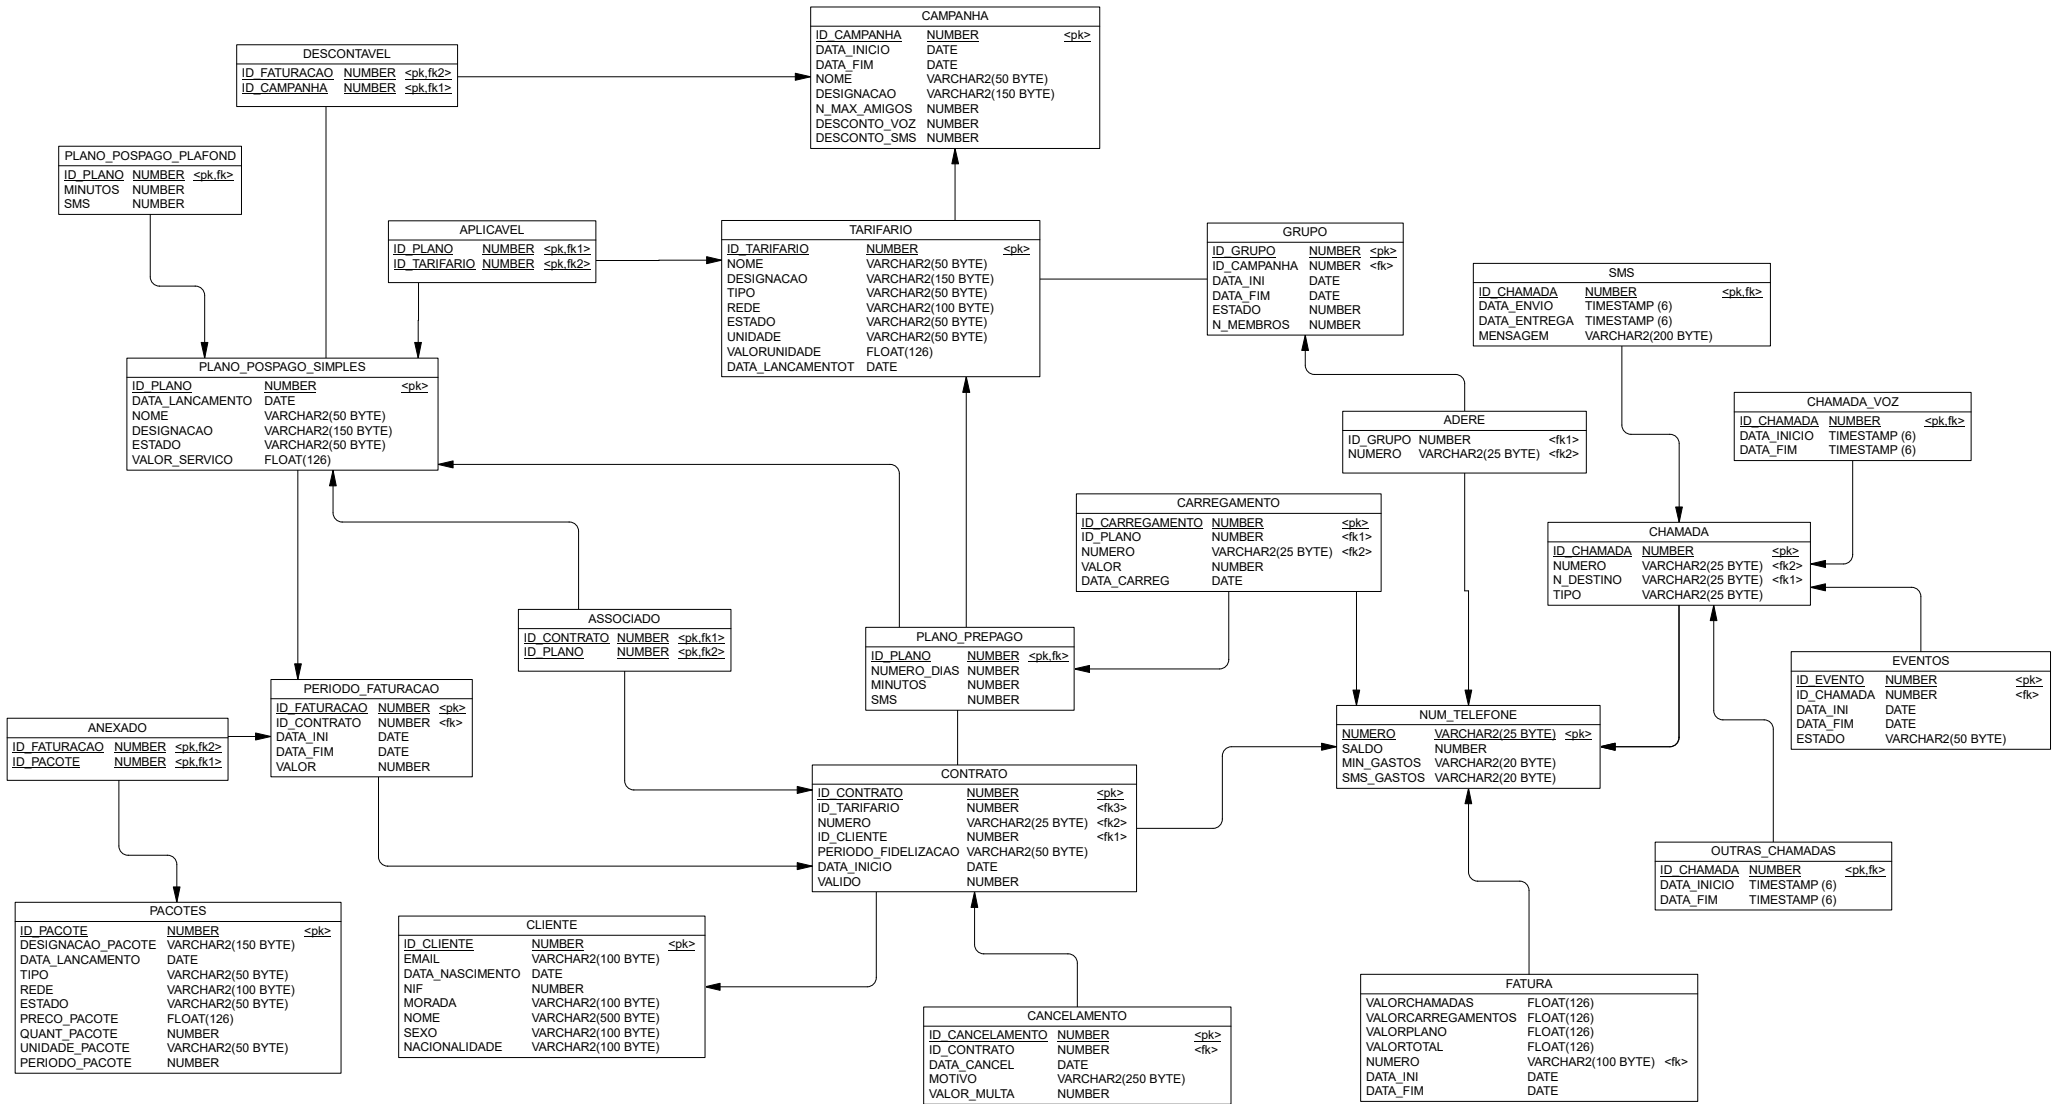 CAMPANHA
ID_CAMPANHA NUMBER <pk>
DATA_INICIO DATE
DATA_FIM DATE
NOME VARCHAR2(50 BYTE)
DESIGNACAO VARCHAR2(150 BYTE)
N_MAX_AMIGOS NUMBER
DESCONTO_VOZ NUMBER
DESCONTO_SMS NUMBER
DESCONTAVEL
ID_FATURACAO NUMBER <pk,fk2>
ID_CAMPANHA NUMBER <pk,fk1>
PLANO_POSPAGO_PLAFOND
ID_PLANO NUMBER <pk,fk>
MINUTOS NUMBER
SMS NUMBER
APLICAVEL
ID_PLANO NUMBER <pk,fk1>
ID_TARIFARIO NUMBER <pk,fk2>
TARIFARIO
ID_TARIFARIO NUMBER <pk>
NOME VARCHAR2(50 BYTE)
DESIGNACAO VARCHAR2(150 BYTE)
TIPO VARCHAR2(50 BYTE)
REDE VARCHAR2(100 BYTE)
ESTADO VARCHAR2(50 BYTE)
UNIDADE VARCHAR2(50 BYTE)
VALORUNIDADE FLOAT(126)
DATA_LANCAMENTOT DATE
GRUPO
ID_GRUPO NUMBER <pk>
ID_CAMPANHA NUMBER <fk>
DATA_INI DATE
DATA_FIM DATE
ESTADO NUMBER
N_MEMBROS NUMBER
SMS
ID_CHAMADA NUMBER <pk,fk>
DATA_ENVIO TIMESTAMP (6)
DATA_ENTREGA TIMESTAMP (6)
MENSAGEM VARCHAR2(200 BYTE)
PLANO_POSPAGO_SIMPLES
ID_PLANO NUMBER <pk>
DATA_LANCAMENTO DATE
NOME VARCHAR2(50 BYTE)
DESIGNACAO VARCHAR2(150 BYTE)
ESTADO VARCHAR2(50 BYTE)
VALOR_SERVICO FLOAT(126)
ADERE
ID_GRUPO NUMBER <fk1>
NUMERO VARCHAR2(25 BYTE) <fk2>
CHAMADA_VOZ
ID_CHAMADA NUMBER <pk,fk>
DATA_INICIO TIMESTAMP (6)
DATA_FIM TIMESTAMP (6)
CARREGAMENTO
ID_CARREGAMENTO NUMBER <pk>
ID_PLANO NUMBER <fk1>
NUMERO VARCHAR2(25 BYTE) <fk2>
VALOR NUMBER
DATA_CARREG DATE
CHAMADA
ID_CHAMADA NUMBER <pk>
NUMERO VARCHAR2(25 BYTE) <fk2>
N_DESTINO VARCHAR2(25 BYTE) <fk1>
TIPO VARCHAR2(25 BYTE)
ASSOCIADO
ID_CONTRATO NUMBER <pk,fk1>
ID_PLANO NUMBER <pk,fk2>
PLANO_PREPAGO
ID_PLANO NUMBER <pk,fk>
NUMERO_DIAS NUMBER
MINUTOS NUMBER
SMS NUMBER
EVENTOS
ID_EVENTO NUMBER <pk>
ID_CHAMADA NUMBER <fk>
DATA_INI DATE
DATA_FIM DATE
ESTADO VARCHAR2(50 BYTE)
PERIODO_FATURACAO
ID_FATURACAO NUMBER <pk>
ID_CONTRATO NUMBER <fk>
DATA_INI DATE
DATA_FIM DATE
VALOR NUMBER
ANEXADO
ID_FATURACAO NUMBER <pk,fk2>
ID_PACOTE NUMBER <pk,fk1>
NUM_TELEFONE
NUMERO VARCHAR2(25 BYTE) <pk>
SALDO NUMBER
MIN_GASTOS VARCHAR2(20 BYTE)
SMS_GASTOS VARCHAR2(20 BYTE)
CONTRATO
ID_CONTRATO NUMBER <pk>
ID_TARIFARIO NUMBER <fk3>
NUMERO VARCHAR2(25 BYTE) <fk2>
ID_CLIENTE NUMBER <fk1>
PERIODO_FIDELIZACAO VARCHAR2(50 BYTE)
DATA_INICIO DATE
VALIDO NUMBER
OUTRAS_CHAMADAS
ID_CHAMADA NUMBER <pk,fk>
DATA_INICIO TIMESTAMP (6)
DATA_FIM TIMESTAMP (6)
PACOTES
ID_PACOTE NUMBER <pk>
DESIGNACAO_PACOTE VARCHAR2(150 BYTE)
DATA_LANCAMENTO DATE
TIPO VARCHAR2(50 BYTE)
REDE VARCHAR2(100 BYTE)
ESTADO VARCHAR2(50 BYTE)
PRECO_PACOTE FLOAT(126)
QUANT_PACOTE NUMBER
UNIDADE_PACOTE VARCHAR2(50 BYTE)
PERIODO_PACOTE NUMBER
CLIENTE
ID_CLIENTE NUMBER <pk>
EMAIL VARCHAR2(100 BYTE)
DATA_NASCIMENTO DATE
NIF NUMBER
MORADA VARCHAR2(100 BYTE)
NOME VARCHAR2(500 BYTE)
SEXO VARCHAR2(100 BYTE)
NACIONALIDADE VARCHAR2(100 BYTE)
CANCELAMENTO
ID_CANCELAMENTO NUMBER <pk>
ID_CONTRATO NUMBER <fk>
DATA_CANCEL DATE
MOTIVO VARCHAR2(250 BYTE)
VALOR_MULTA NUMBER
FATURA
VALORCHAMADAS FLOAT(126)
VALORCARREGAMENTOS FLOAT(126)
VALORPLANO FLOAT(126)
VALORTOTAL FLOAT(126)
NUMERO VARCHAR2(100 BYTE) <fk>
DATA_INI DATE
DATA_FIM DATE